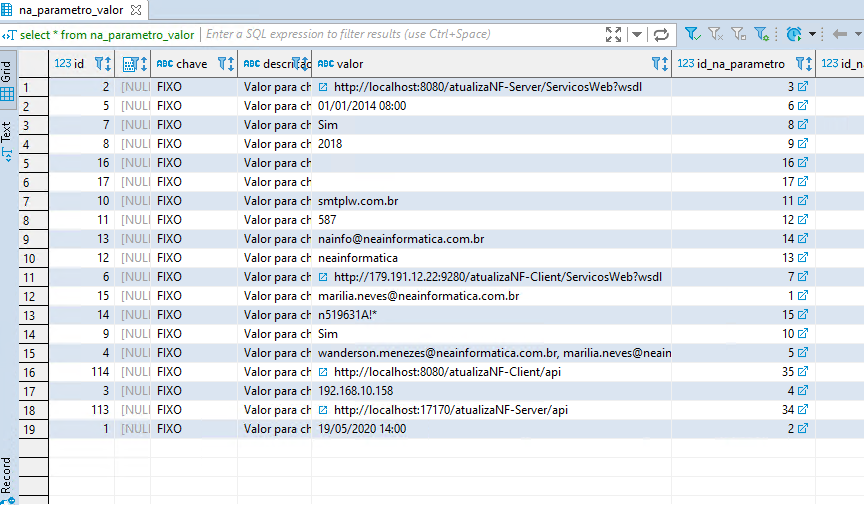 na_parametro_valor
select * from na_parametro_valor Enter a SQL expression to filter results (use Ctrl+Space)
Grid
Text
Record
123 id ABC chave ABC descriç ABC valor 123 id_na_parametro 123 id_n
1 2 [NULL FIXO Valor para ch http://localhost:8080/atualizaNF-Server/ServicosWeb?wsdl 3
2 5 [NULL FIXO Valor para ch 01/01/2014 08:00 6
3 7 [NULL FIXO Valor para ch Sim 8
4 8 [NULL FIXO Valor para ch 2018 9
5 16 [NULL FIXO Valor para ch 16
6 17 [NULL FIXO Valor para ch 17
7 10 [NULL FIXO Valor para ch smtplw.com.br 11
8 11 [NULL FIXO Valor para ch 587 12
9 13 [NULL FIXO Valor para ch nainfo@neainformatica.com.br 14
10 12 [NULL FIXO Valor para ch neainformatica 13
11 6 [NULL FIXO Valor para ch http://179.191.12.22:9280/atualizaNF-Client/ServicosWeb?wsdl 7
12 15 [NULL FIXO Valor para ch marilia.neves@neainformatica.com.br 1
13 14 [NULL FIXO Valor para ch n519631A!* 15
14 9 [NULL FIXO Valor para ch Sim 10
15 4 [NULL FIXO Valor para ch wanderson.menezes@neainformatica.com.br, marilia.neves@nein 5
16 114 [NULL FIXO Valor para ch http://localhost:8080/atualizaNF-Client/api 35
17 3 [NULL FIXO Valor para ch 192.168.10.158 4
18 113 [NULL FIXO Valor para ch http://localhost:17170/atualizaNF-Server/api 34
19 1 [NULL FIXO Valor para ch 19/05/2020 14:00 2